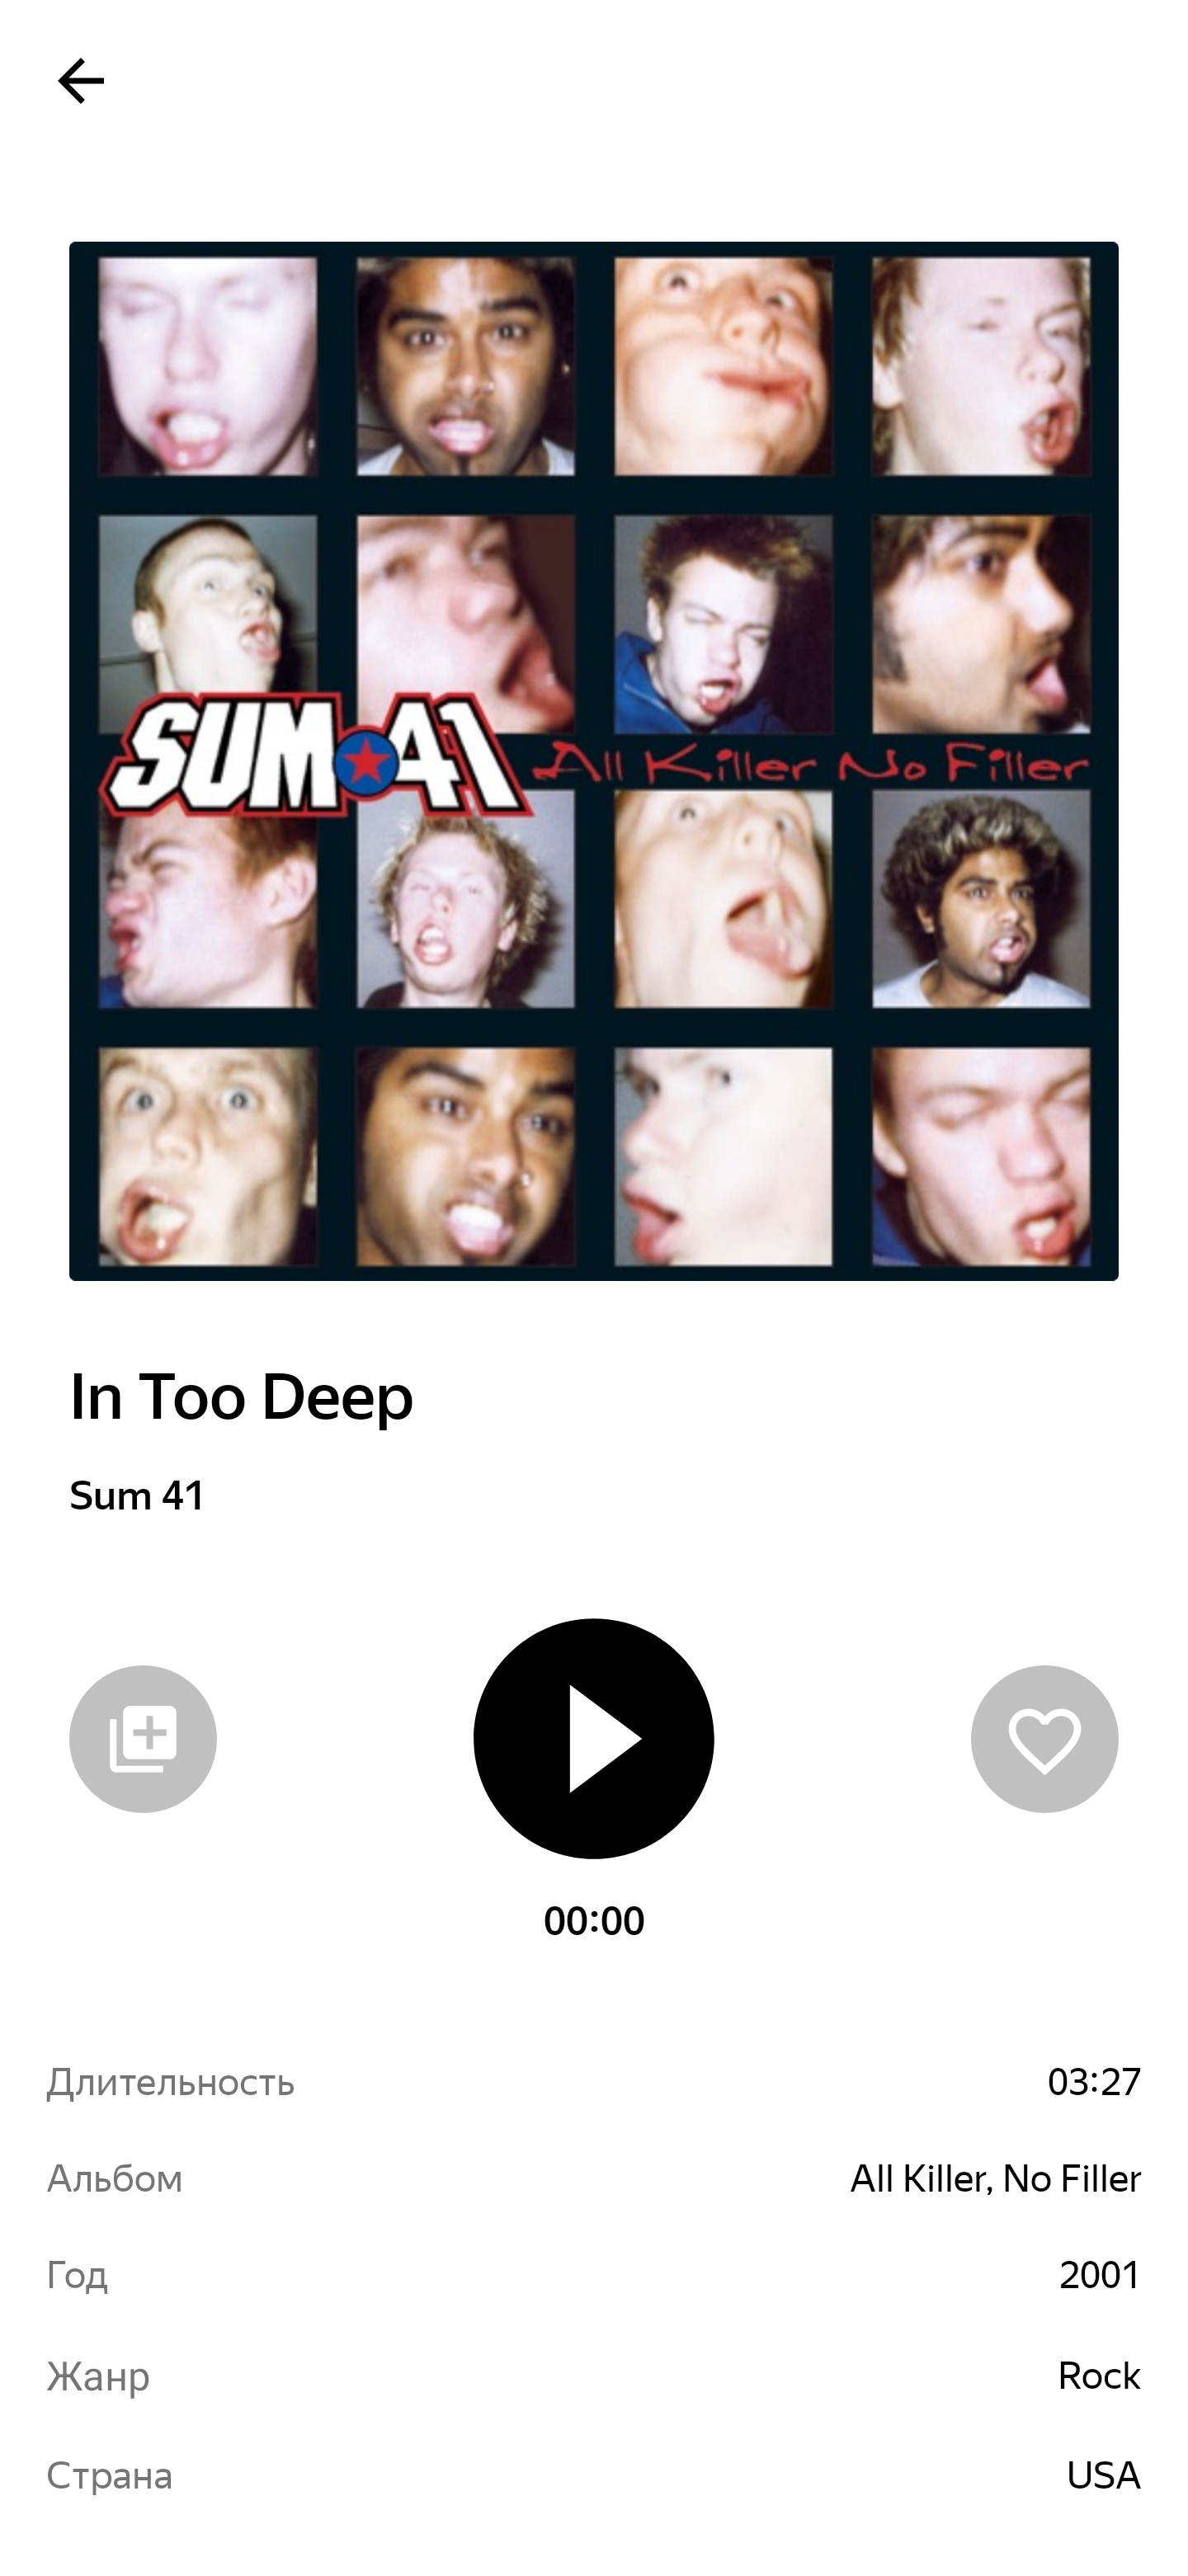 SUM 41 All Killer No Filler
In Too Deep
Sum 41
00:00
Длительность 03:27
Альбом All Killer, No Filler
Год 2001
Жанр Rock
Страна USA